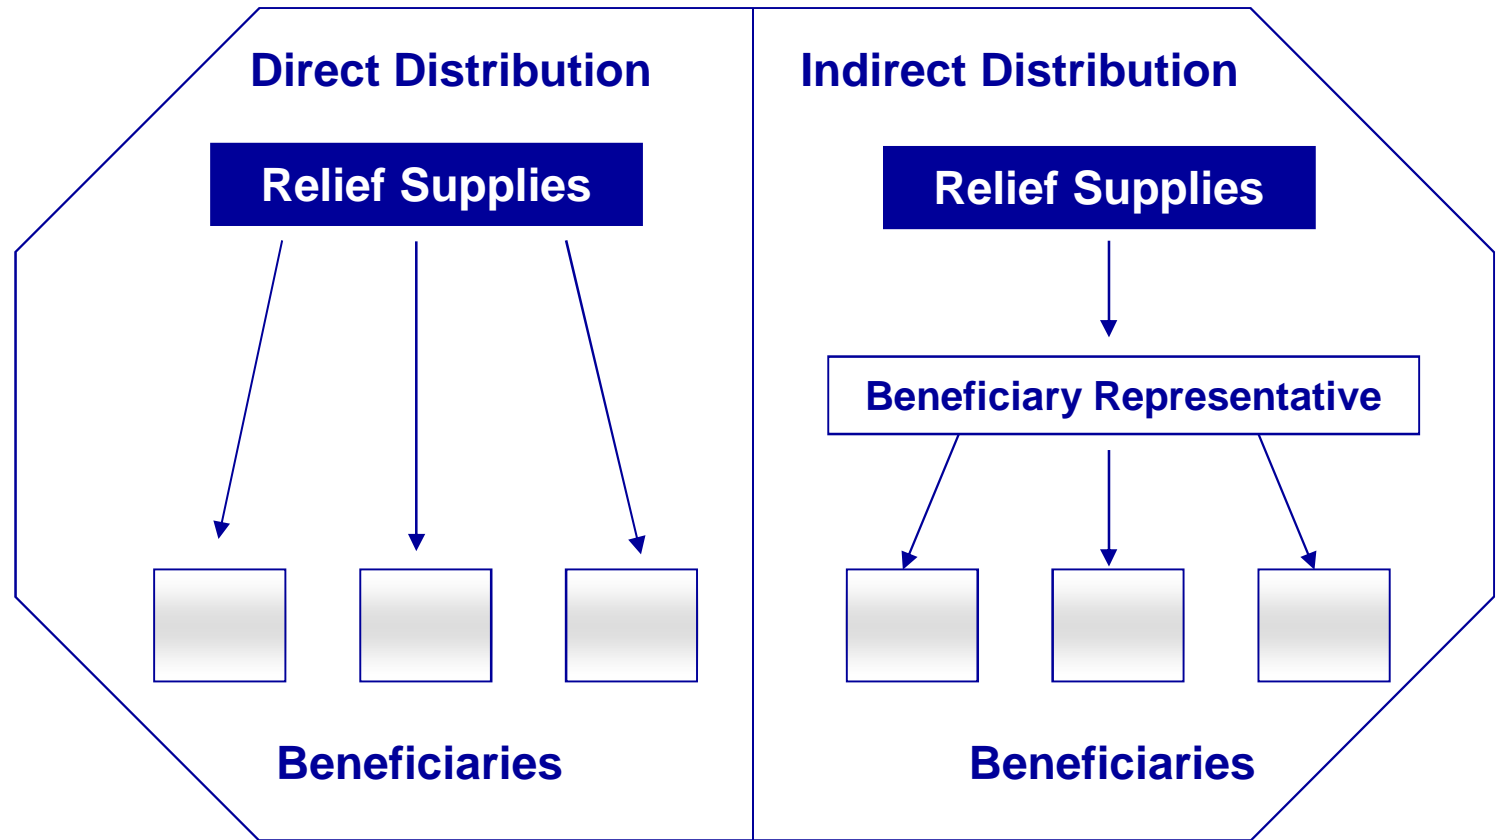 Direct Distribution
Relief Supplies
Beneficiaries
Indirect Distribution
Relief Supplies
Beneficiary Representative
Beneficiaries